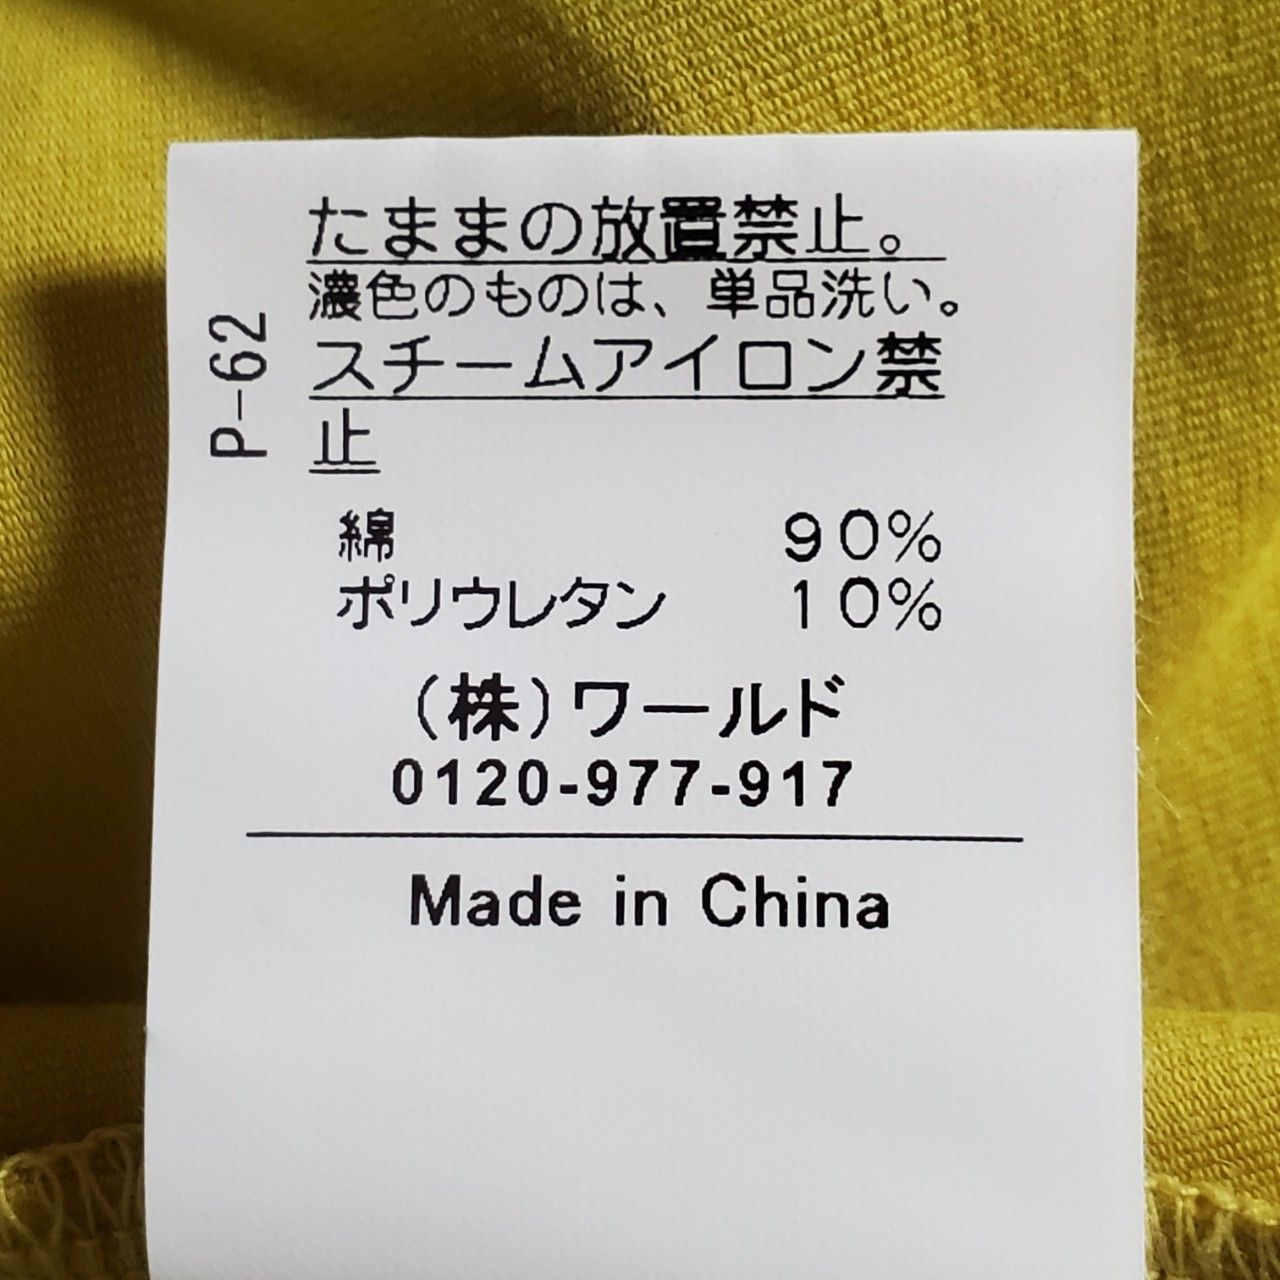 たままの放置禁止。
濃色のものは、単品洗い。
スチームアイロン禁
止
P-62
綿 90%
ポリウレタン 10%
(株)ワールド
0120-977-917
Made in China